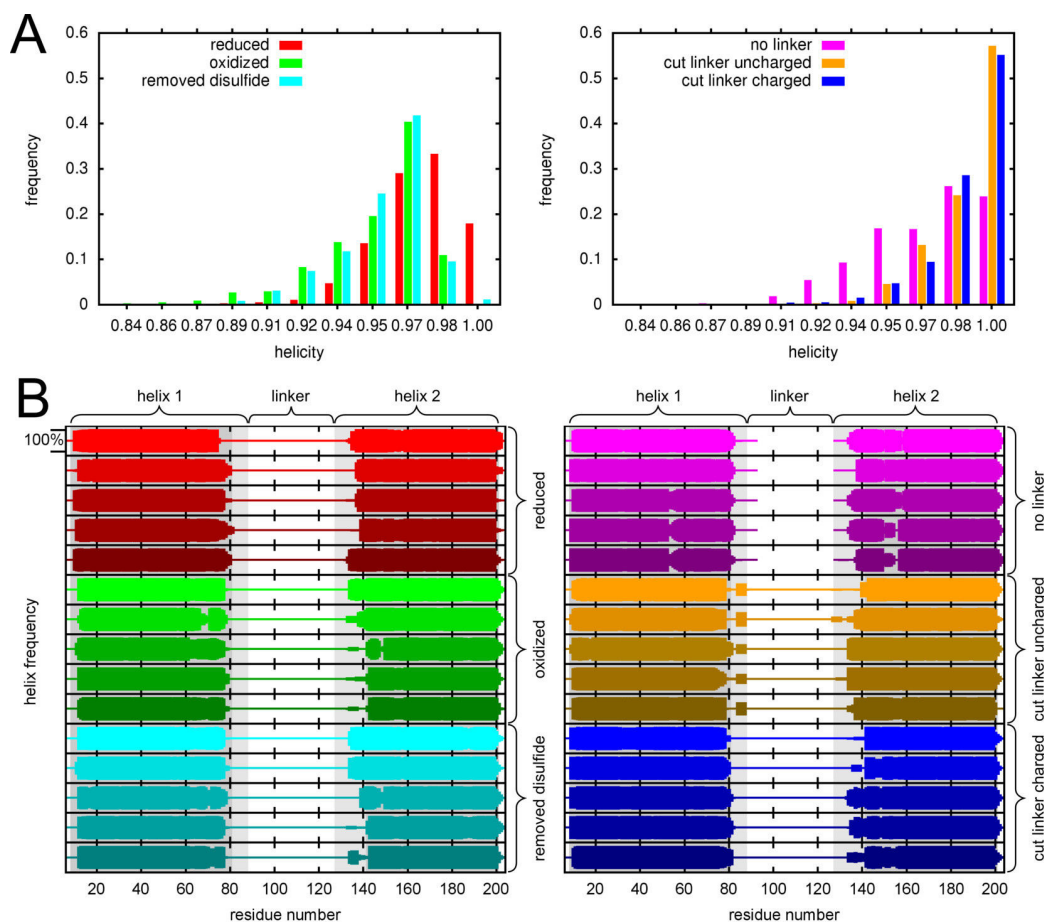 A
0.6
0.5
0.4
0.3
0.2
0.1
0
frequency
reduced
oxidized
removed disulfide
0.84 0.86 0.87 0.89 0.91 0.92 0.94 0.95 0.97 0.98 1.00
helicity
0.6
0.5
0.4
0.3
0.2
0.1
0
frequency
no linker
cut linker uncharged
cut linker charged
0.84 0.86 0.87 0.89 0.91 0.92 0.94 0.95 0.97 0.98 1.00
helicity
B
helix 1 linker helix 2
100%
helix frequency
reduced
oxidized
removed disulfide
20 40 60 80 100 120 140 160 180 200
residue number
helix 1 linker helix 2
no linker
cut linker uncharged
cut linker charged
20 40 60 80 100 120 140 160 180 200
residue number